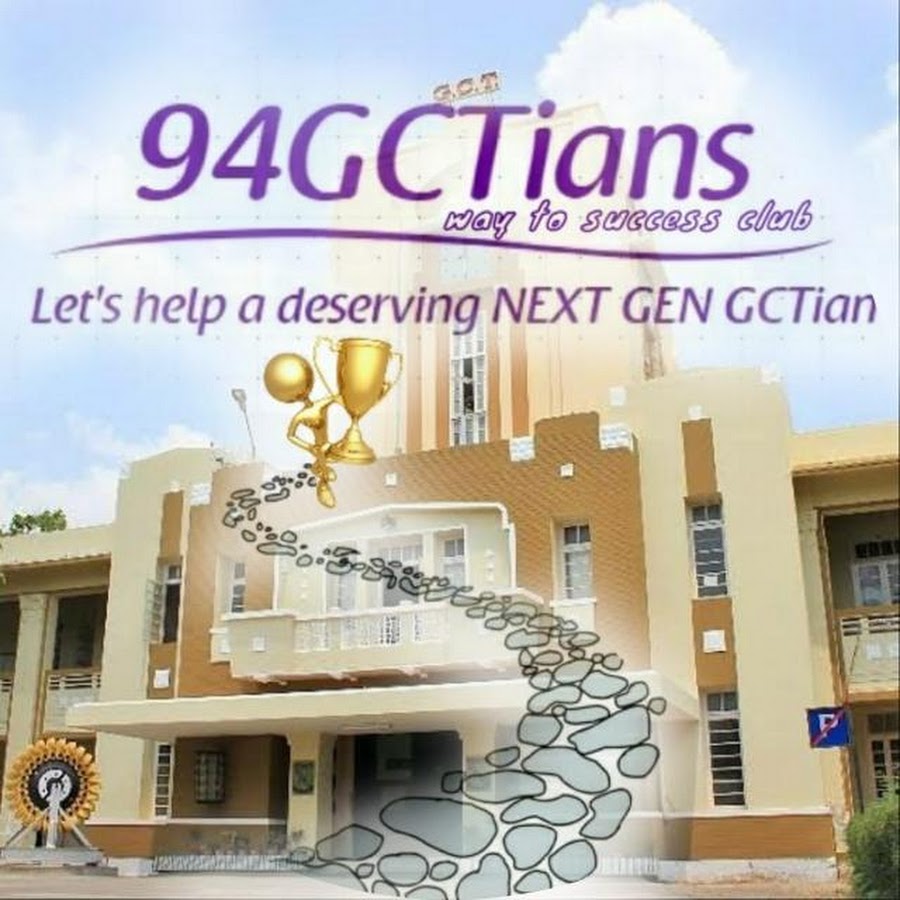 G.C.T.
94GCTians
way to success club
Let's help a deserving NEXT GEN GCTian